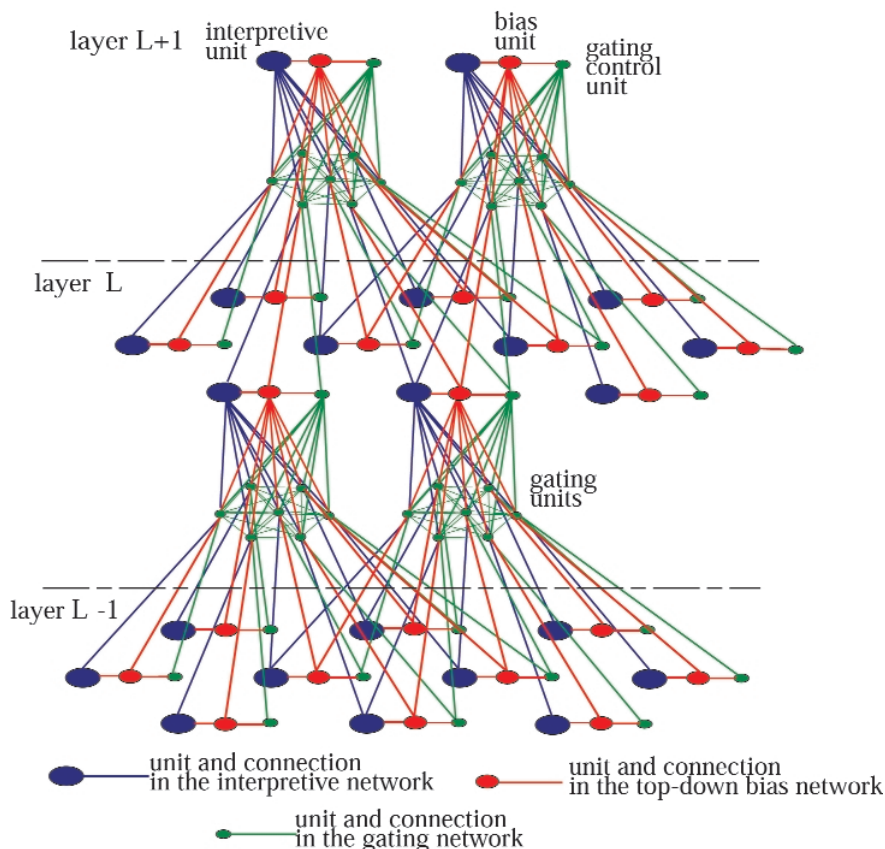 layer L+1
interpretive
unit
bias
unit
gating
control
unit
layer L
gating
units
layer L -1
unit and connection
in the interpretive network
unit and connection
in the top-down bias network
unit and connection
in the gating network